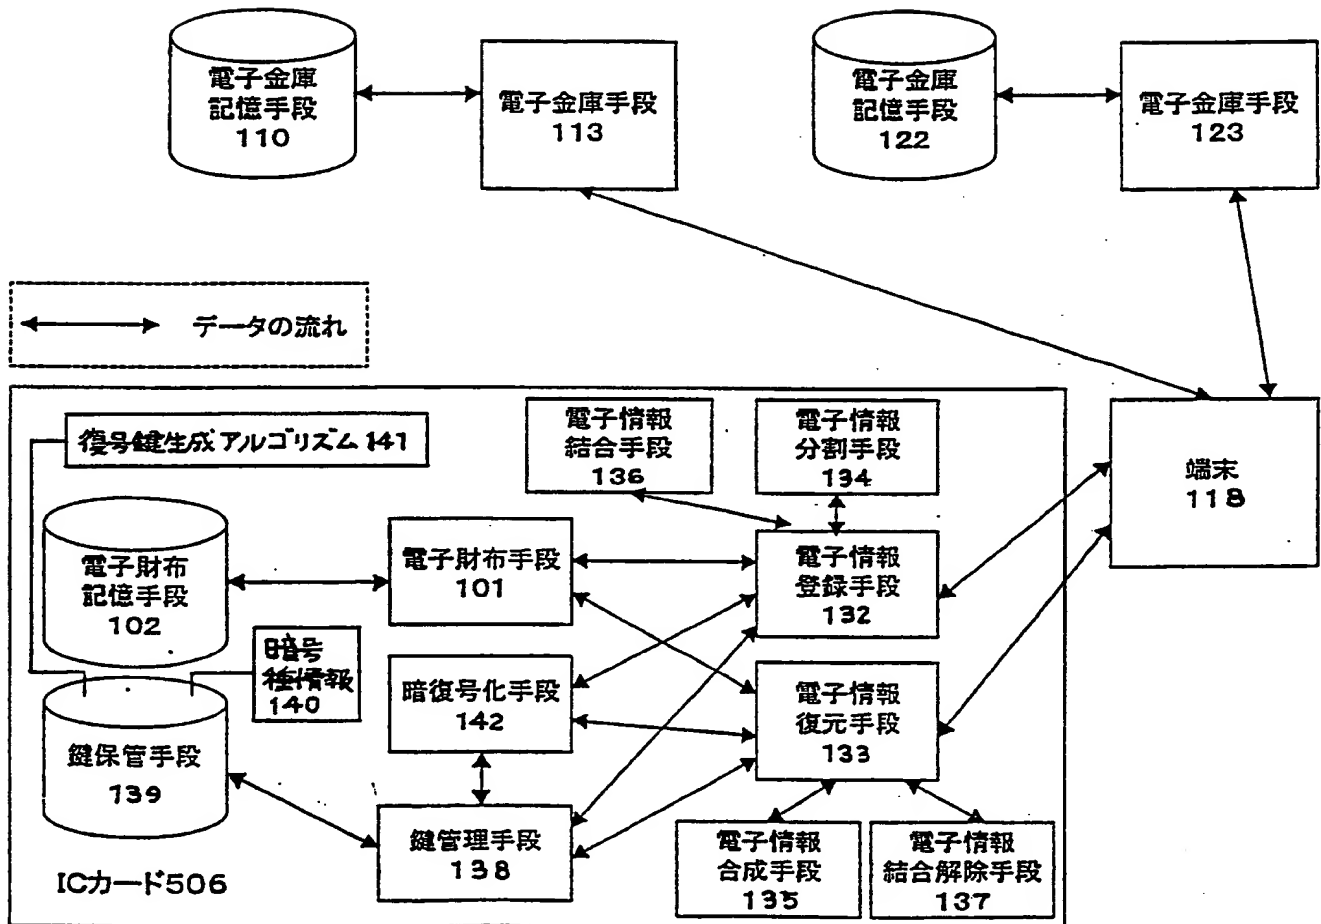 電子金庫
記憶手段
110
電子金庫手段
113
電子金庫
記憶手段
122
電子金庫手段
123
データの流れ
復号鍵生成アルゴリズム141
電子情報
結合手段
136
電子情報
分割手段
134
端末
118
電子財布
記憶手段
102
電子財布手段
101
電子情報
登録手段
132
暗号
種情報
140
暗復号化手段
142
電子情報
復元手段
133
鍵保管手段
139
鍵管理手段
138
電子情報
合成手段
135
電子情報
結合解除手段
137
ICカード506